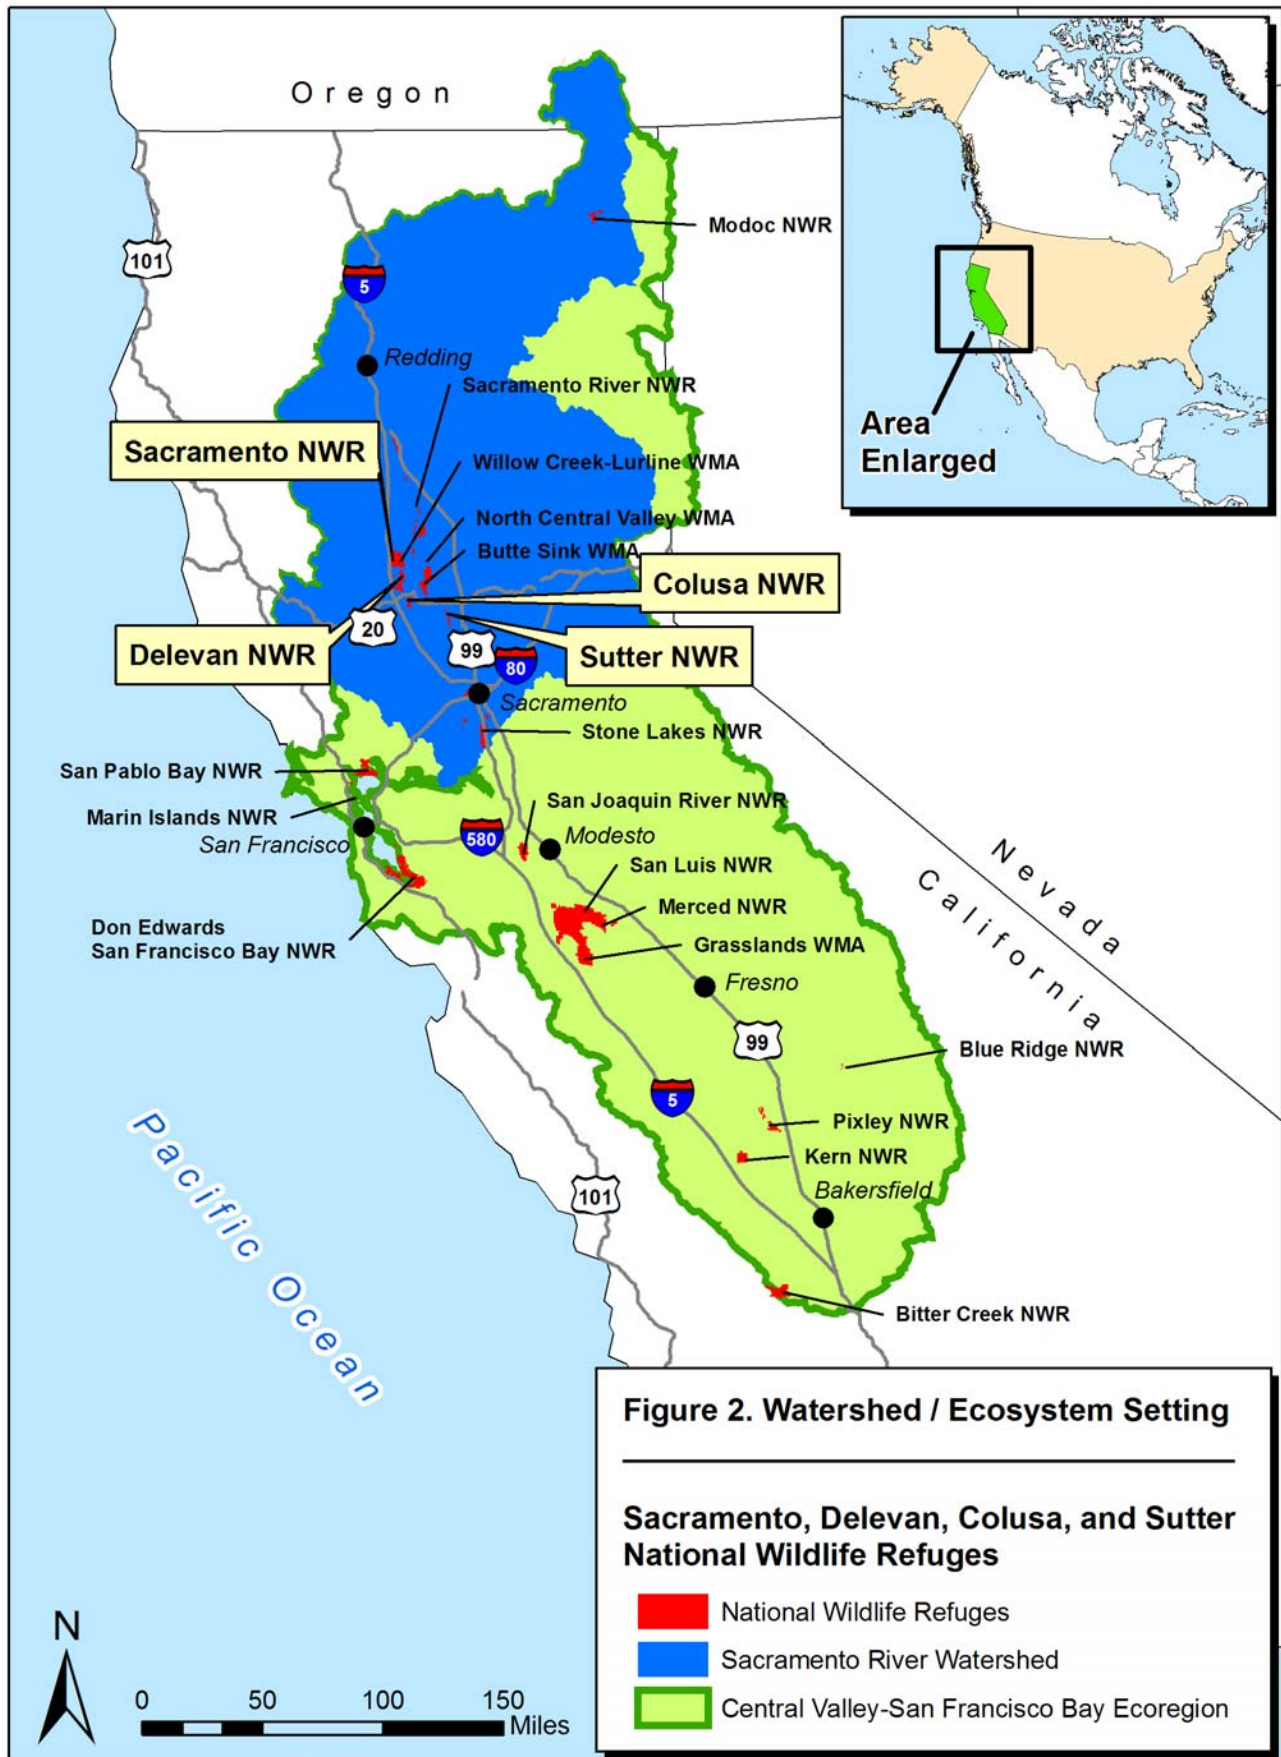 Oregon
Modoc NWR
101
5
Redding
Sacramento River NWR
Sacramento NWR
Willow Creek-Lurline WMA
North Central Valley WMA
Butte Sink WMA
Colusa NWR
20
Delevan NWR
99
80
Sutter NWR
Sacramento
Stone Lakes NWR
San Pablo Bay NWR
Marin Islands NWR
San Francisco
580
San Joaquin River NWR
Modesto
San Luis NWR
Merced NWR
Don Edwards
San Francisco Bay NWR
Grasslands WMA
Nevada
California
Fresno
99
Blue Ridge NWR
5
Pixley NWR
Kern NWR
101
Bakersfield
Pacific Ocean
Bitter Creek NWR
Area
Enlarged
Figure 2. Watershed / Ecosystem Setting
Sacramento, Delevan, Colusa, and Sutter
National Wildlife Refuges
National Wildlife Refuges
Sacramento River Watershed
Central Valley-San Francisco Bay Ecoregion
N
0 50 100 150
Miles